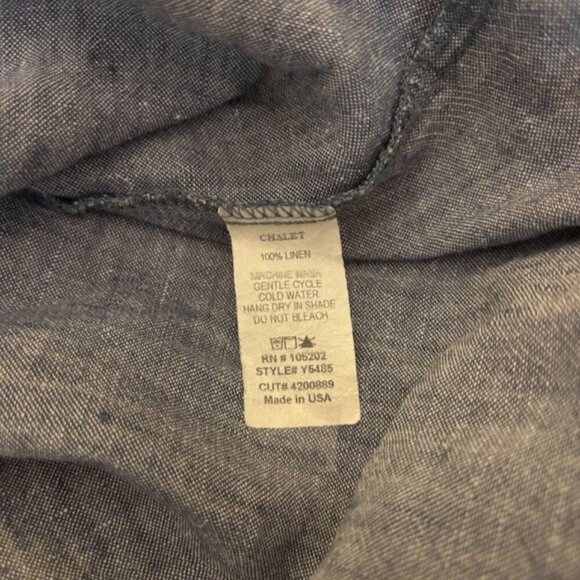 CHALET
100% LINEN
MACHINE WASH
GENTLE CYCLE
COLD WATER
HANG DRY IN SHADE
DO NOT BLEACH
RN # 105202
STYLE# Y5485
CUT# 4200889
Made in USA